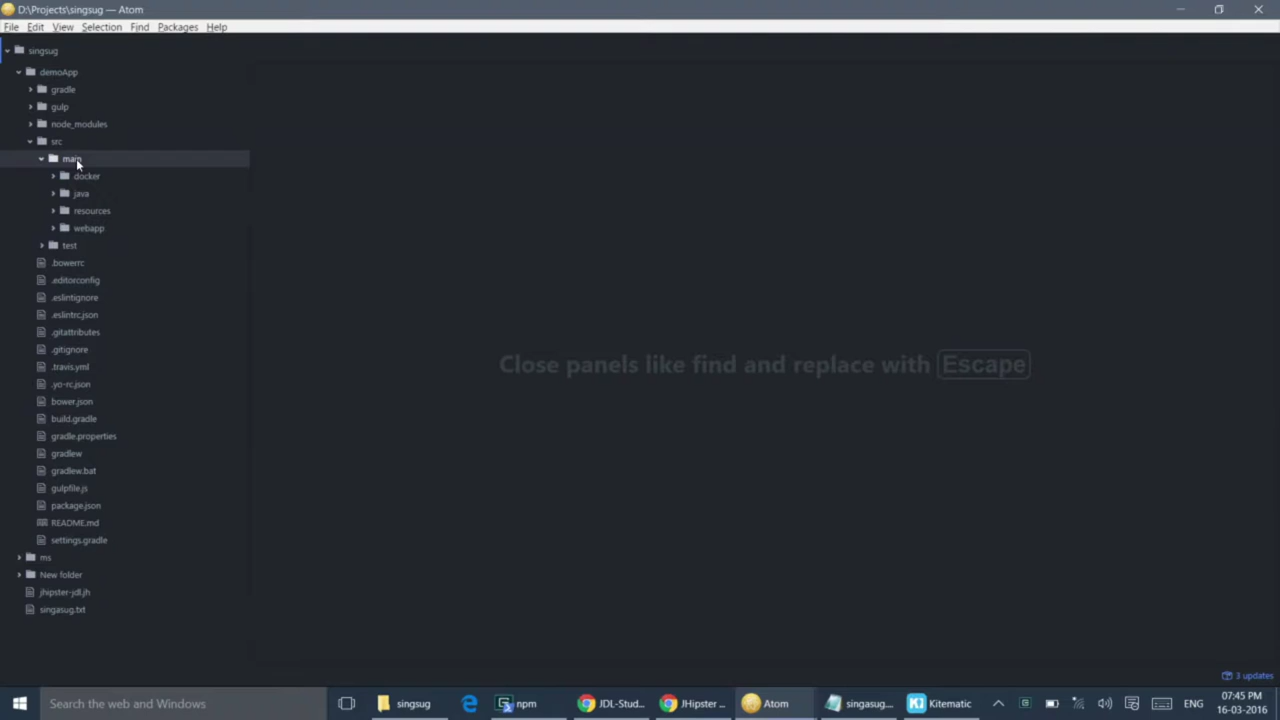 D:\Projects\singsug — Atom
File Edit View Selection Find Packages Help
singsug
demoApp
gradle
gulp
node_modules
src
main
docker
java
resources
webapp
test
.bowerrc
.editorconfig
.eslintignore
.eslintrc.json
.gitattributes
.gitignore
.travis.yml
.yo-rc.json
bower.json
build.gradle
gradle.properties
gradlew
gradlew.bat
gulpfile.js
package.json
README.md
settings.gradle
ms
New folder
jhipster-jdl.jh
singasug.txt
Close panels like find and replace with Escape
3 updates
Search the web and Windows
singsug
npm
JDL-Stud...
JHipster ...
Atom
singasug...
Kitematic
ENG
07:45 PM
16-03-2016